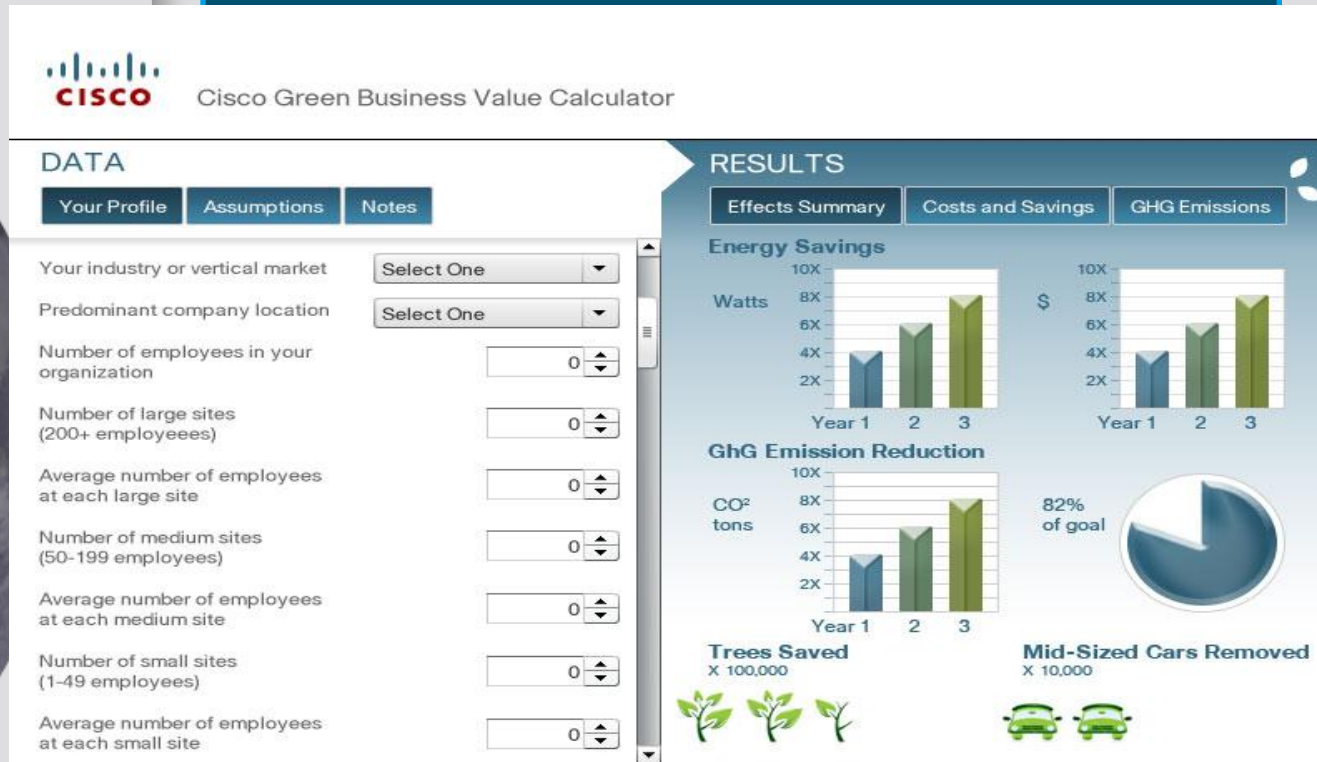 CISCO
Cisco Green Business Value Calculator
DATA
Your Profile
Assumptions
Notes
Your industry or vertical market
Select One
Predominant company location
Select One
Number of employees in your
organization
0
Number of large sites
(200+ employeees)
0
Average number of employees
at each large site
0
Number of medium sites
(50-199 employees)
0
Average number of employees
at each medium site
0
Number of small sites
(1-49 employees)
0
Average number of employees
at each small site
0
RESULTS
Effects Summary
Costs and Savings
GHG Emissions
Energy Savings
Watts
10X
8X
6X
4X
2X
Year 1 2 3
$
10X
8X
6X
4X
2X
Year 1 2 3
GhG Emission Reduction
CO²
tons
10X
8X
6X
4X
2X
Year 1 2 3
82%
of goal
Trees Saved
X 100,000
Mid-Sized Cars Removed
X 10,000